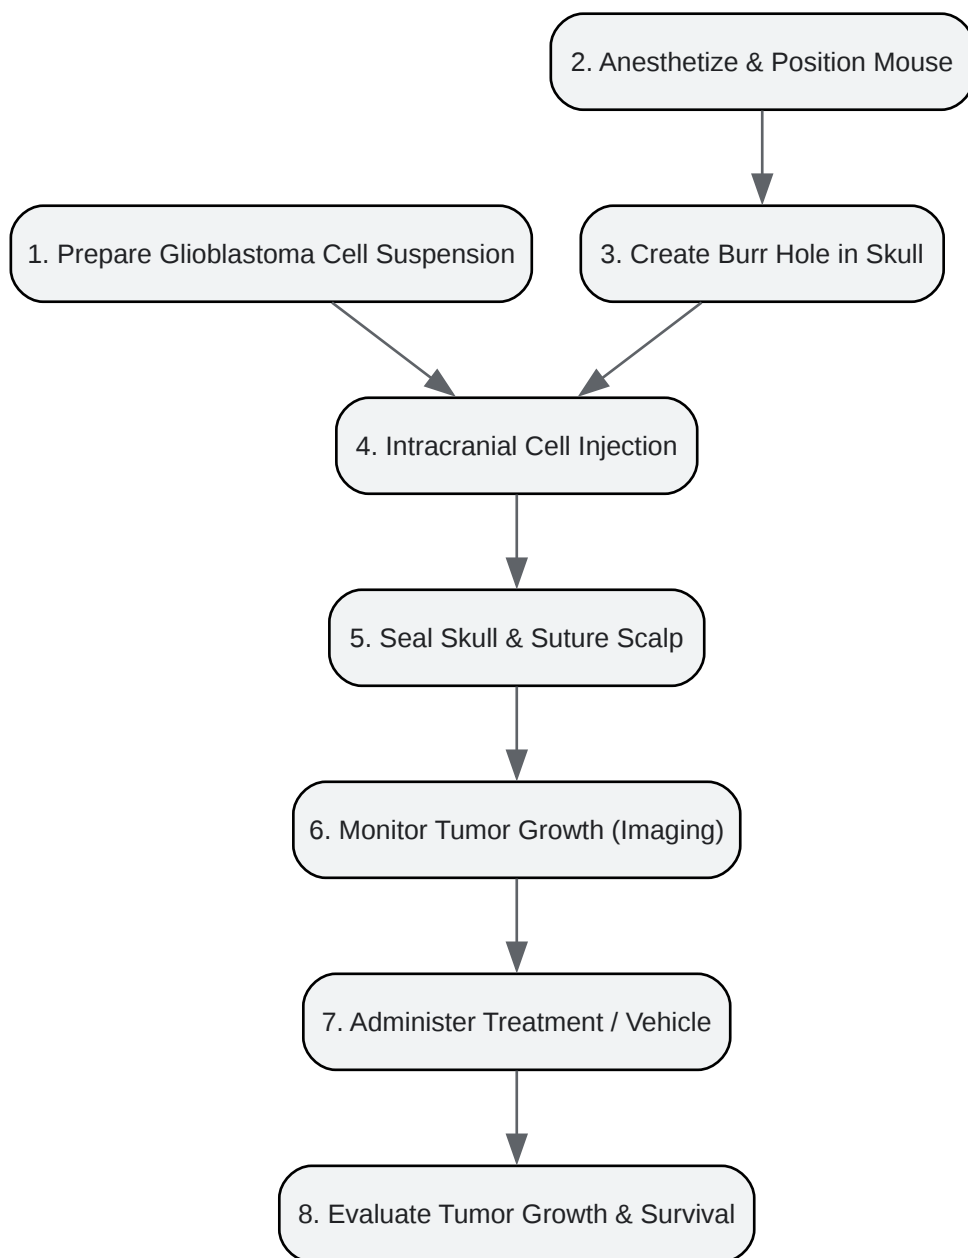 2. Anesthetize & Position Mouse
1. Prepare Glioblastoma Cell Suspension
3. Create Burr Hole in Skull
4. Intracranial Cell Injection
5. Seal Skull & Suture Scalp
6. Monitor Tumor Growth (Imaging)
7. Administer Treatment / Vehicle
8. Evaluate Tumor Growth & Survival